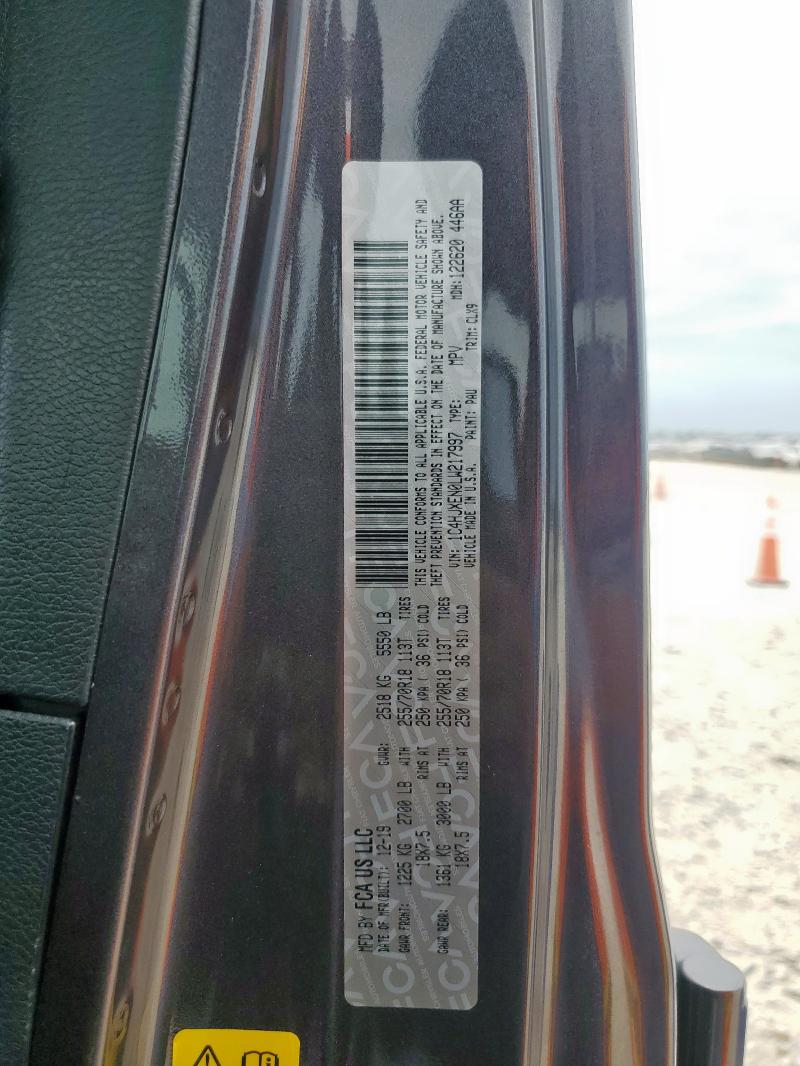 MFD BY FCA US LLC
DATE OF MFR(BUILT): 12-19 GVWR: 2518 KG 5550 LB
GAWR FRONT: 1225 KG 2700 LB WITH 255/70R18 113T TIRES
18X7.5 RIMS AT 250 KPA ( 36 PSI) COLD
GAWR REAR: 1361 KG 3000 LB WITH 255/70R18 113T TIRES
18X7.5 RIMS AT 250 KPA ( 36 PSI) COLD
THIS VEHICLE CONFORMS TO ALL APPLICABLE U.S.A. FEDERAL MOTOR VEHICLE SAFETY AND
THEFT PREVENTION STANDARDS IN EFFECT ON THE DATE OF MANUFACTURE SHOWN ABOVE.
VIN: 1C4HJXEN0LW217997 TYPE: MPV MDH:122620 446AA
VEHICLE MADE IN U.S.A. PAINT: PAU TRIM: CLX9